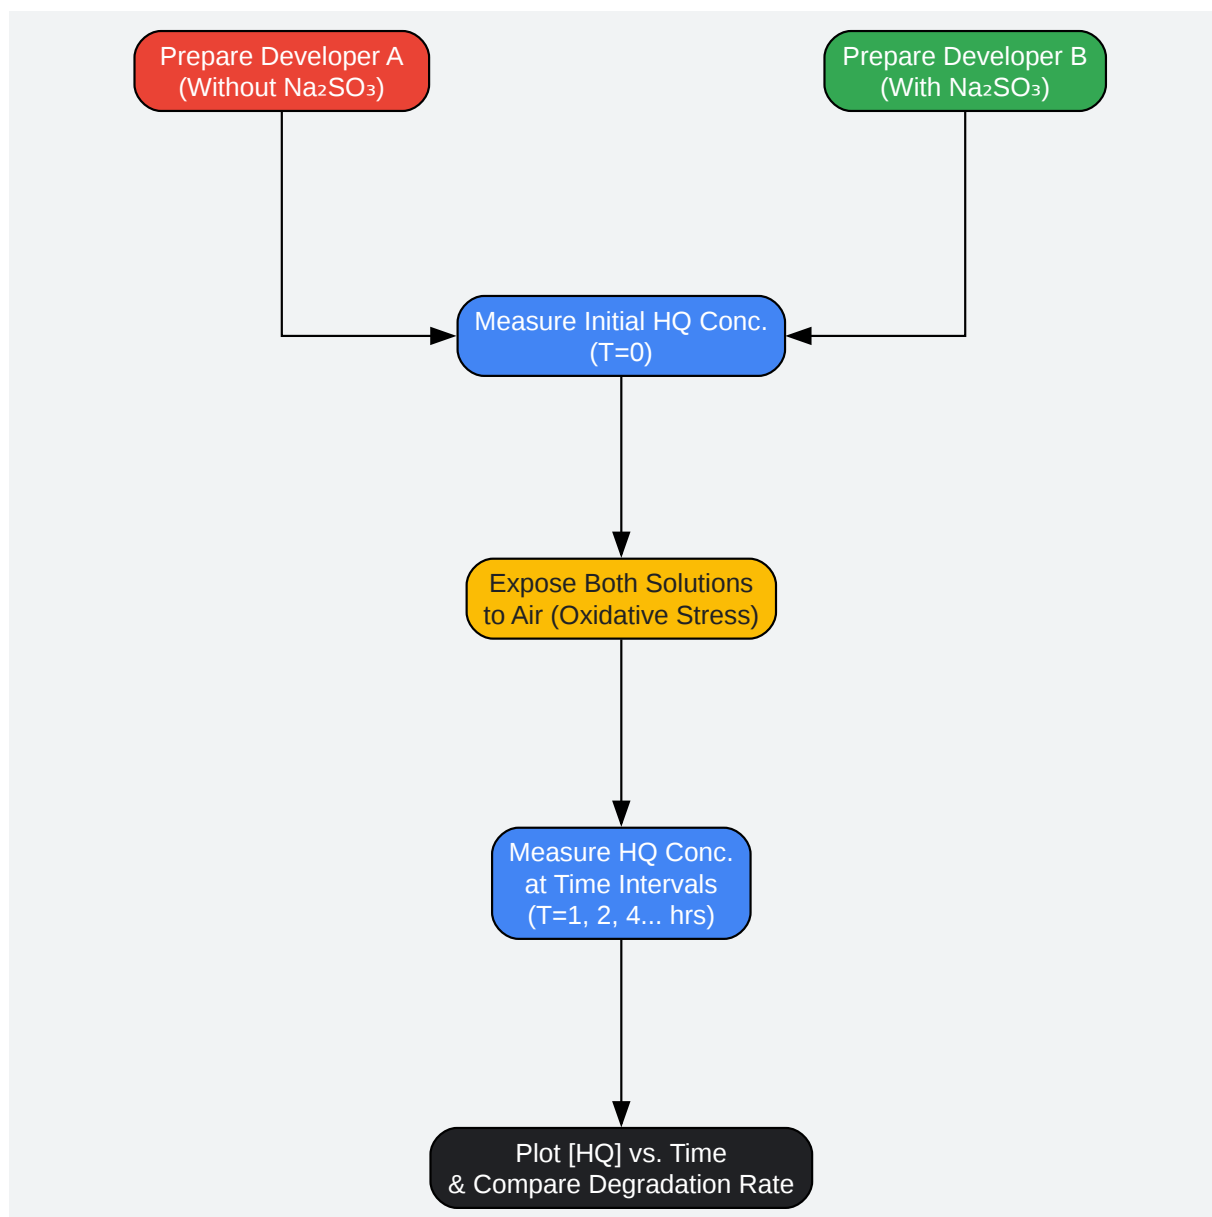 Prepare Developer A
(Without Na₂SO₃)
Prepare Developer B
(With Na₂SO₃)
Measure Initial HQ Conc.
(T=0)
Expose Both Solutions
to Air (Oxidative Stress)
Measure HQ Conc.
at Time Intervals
(T=1, 2, 4... hrs)
Plot [HQ] vs. Time
& Compare Degradation Rate